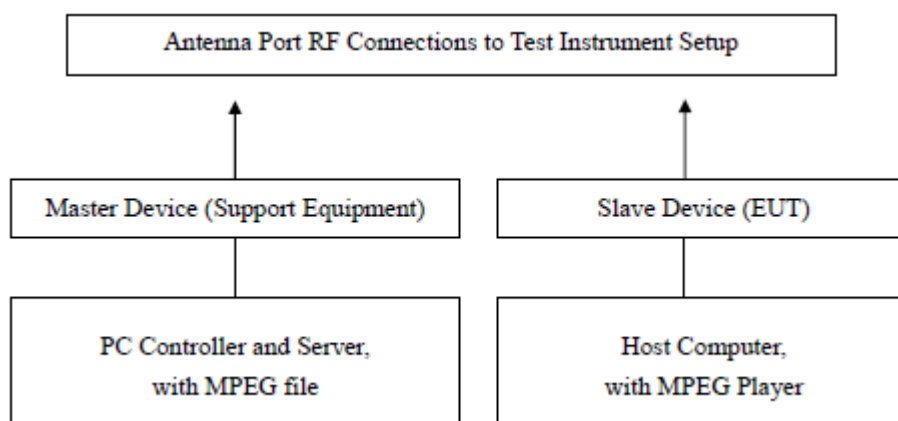 Antenna Port RF Connections to Test Instrument Setup
Master Device (Support Equipment)
Slave Device (EUT)
PC Controller and Server,
with MPEG file
Host Computer,
with MPEG Player